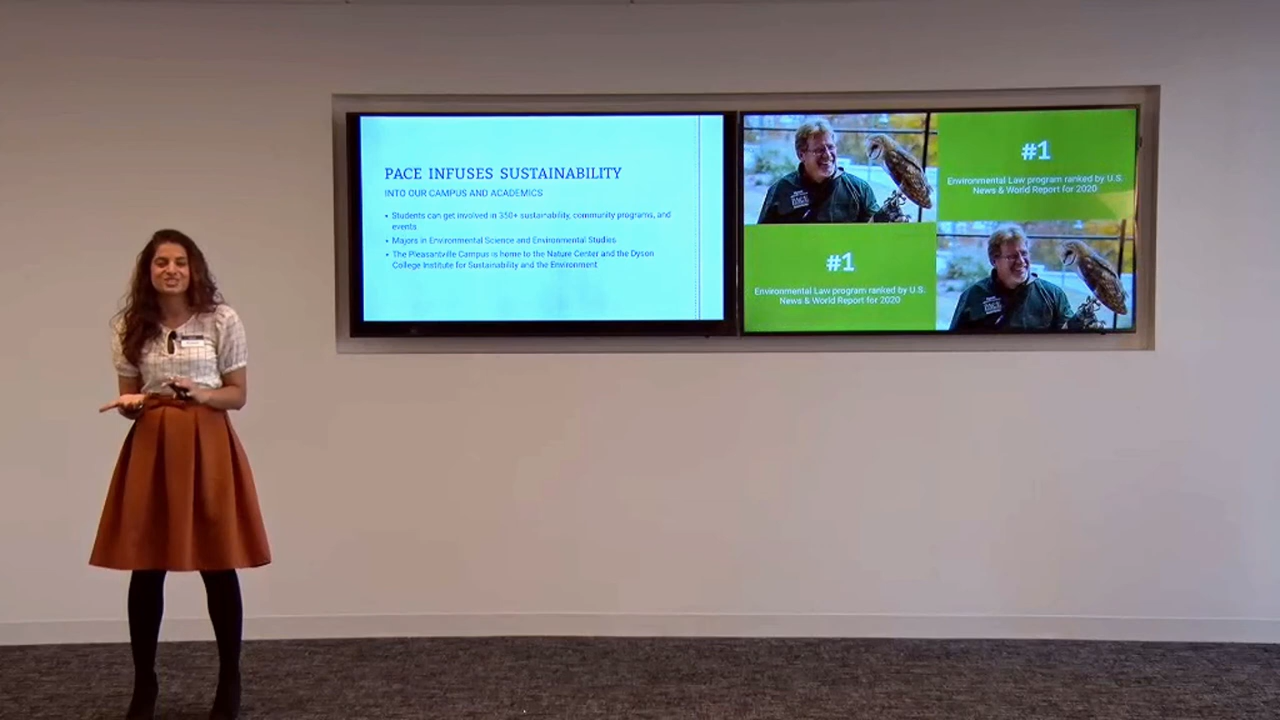 PACE INFUSES SUSTAINABILITY
INTO OUR CAMPUS AND ACADEMICS
• Students can get involved in 350+ sustainability, community programs, and
events
• Majors in Environmental Science and Environmental Studies
• The Pleasantville Campus is home to the Nature Center and the Dyson
College Institute for Sustainability and the Environment
#1
Environmental Law program ranked by U.S.
News & World Report for 2020
#1
Environmental Law program ranked by U.S.
News & World Report for 2020
PACE
PACE